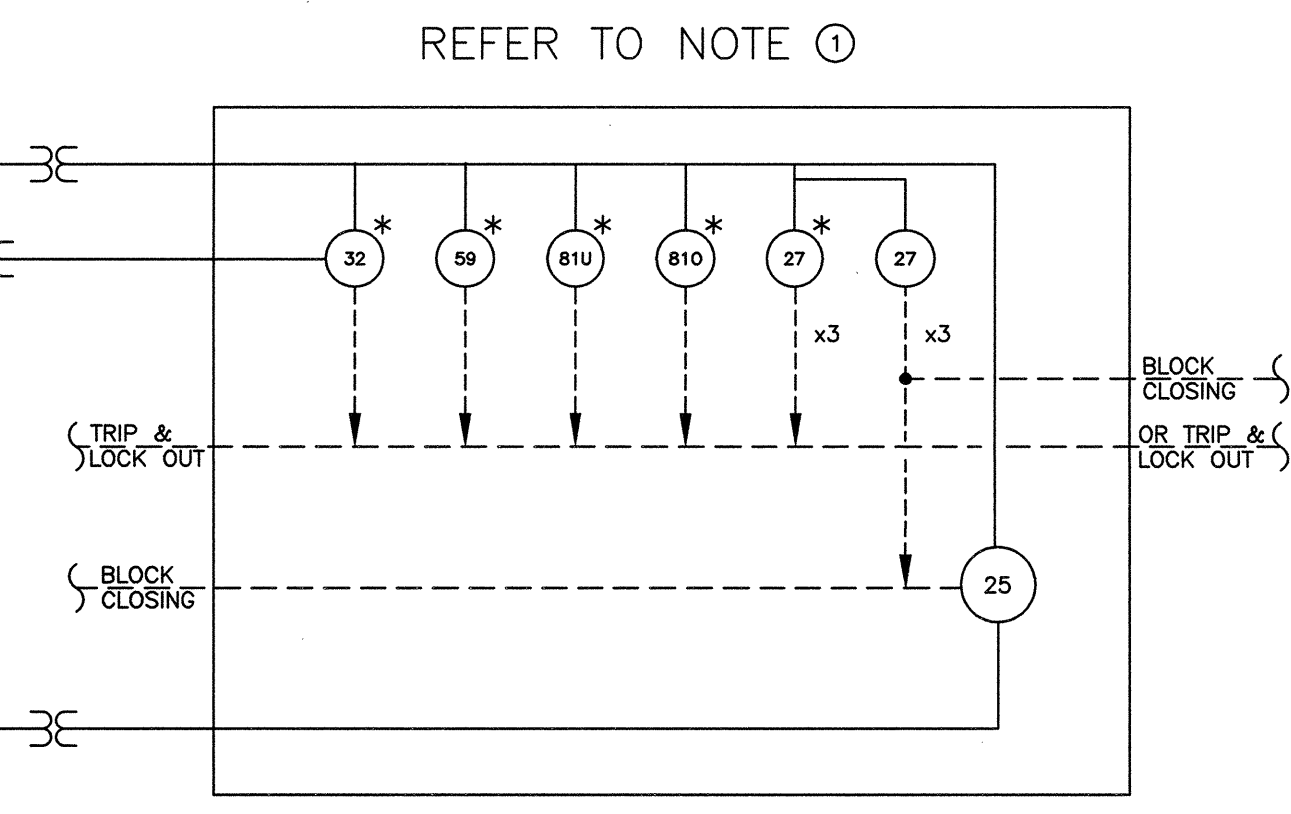 REFER TO NOTE 1
* * * * *
32 59 81U 81O 27 27
x3 x3
BLOCK
CLOSING
TRIP &
LOCK OUT
OR TRIP &
LOCK OUT
BLOCK
CLOSING
25